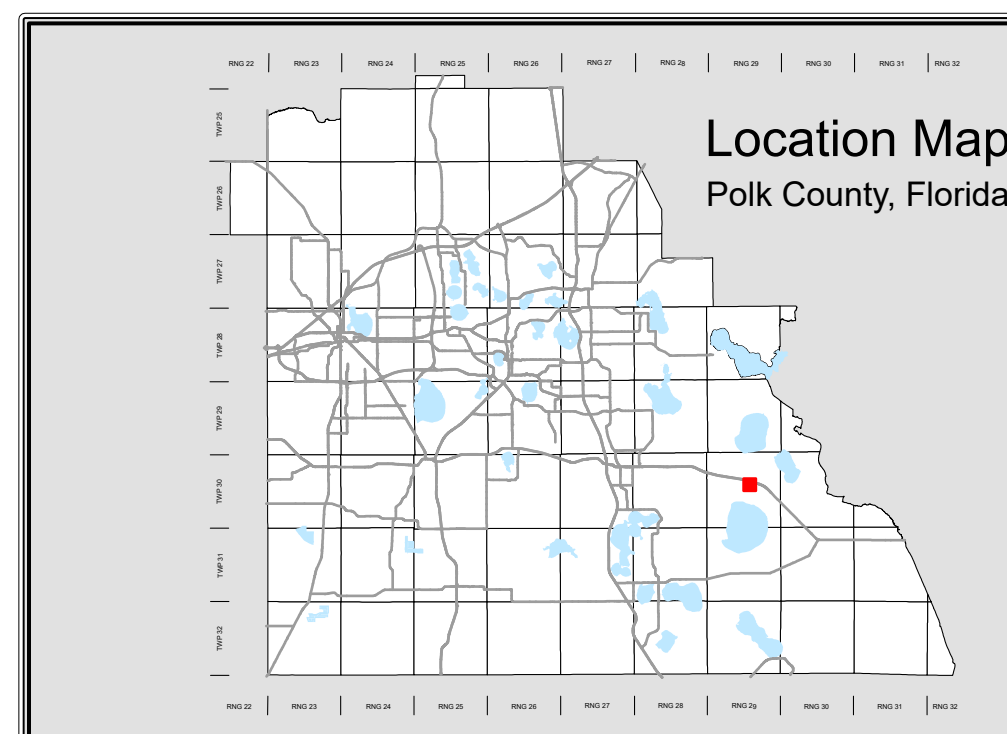 RNG 22 RNG 23 RNG 24 RNG 25 RNG 26 RNG 27 RNG 28 RNG 29 RNG 30 RNG 31 RNG 32
Location Map
Polk County, Florida
TWP 25
TWP 26
TWP 27
TWP 28
TWP 29
TWP 30
TWP 31
TWP 32
RNG 22 RNG 23 RNG 24 RNG 25 RNG 26 RNG 27 RNG 28 RNG 29 RNG 30 RNG 31 RNG 32